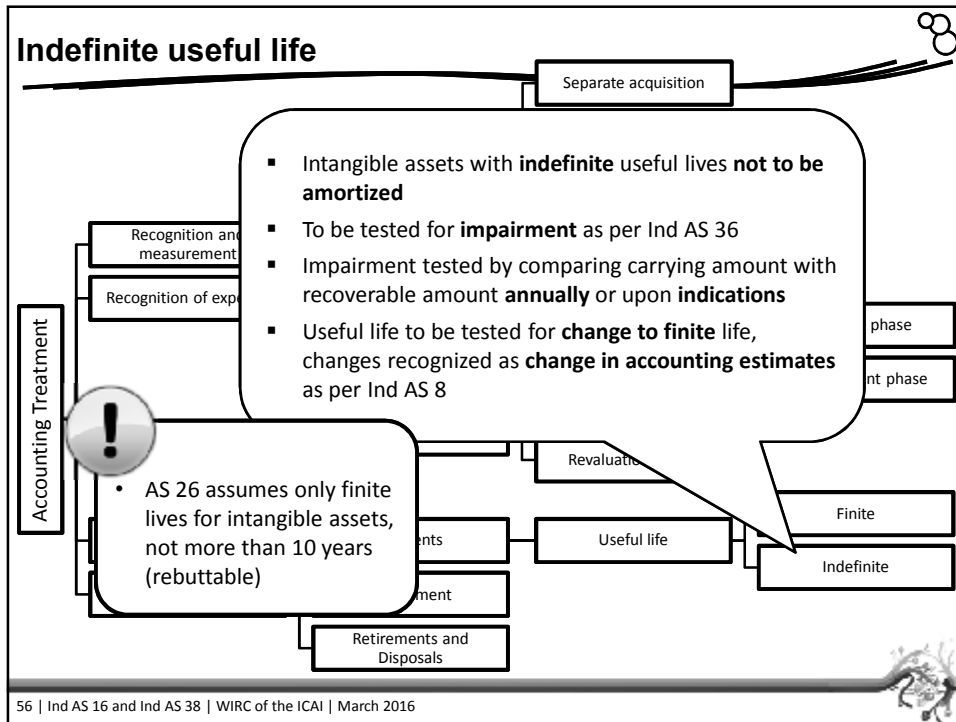 Indefinite useful life
Separate acquisition
▪ Intangible assets with indefinite useful lives not to be
amortized
▪ To be tested for impairment as per Ind AS 36
▪ Impairment tested by comparing carrying amount with
recoverable amount annually or upon indications
▪ Useful life to be tested for change to finite life,
changes recognized as change in accounting estimates
as per Ind AS 8
Recognition and
measurement
Recognition of
phase
phase
Accounting Treatment
!
• AS 26 assumes only finite
lives for intangible assets,
not more than 10 years
(rebuttable)
Useful life
Finite
Indefinite
Retirements and
Disposals
56 | Ind AS 16 and Ind AS 38 | WIRC of the ICAI | March 2016